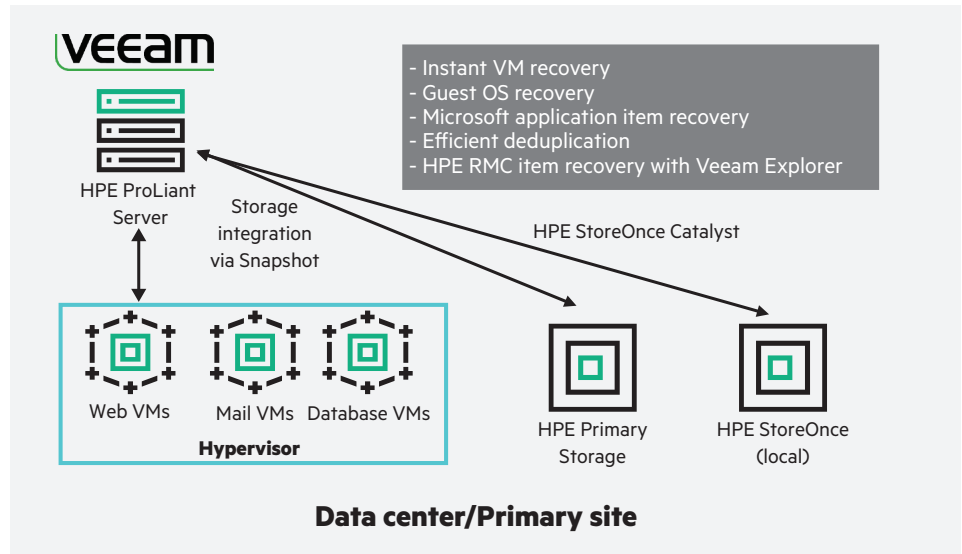 veeam
- Instant VM recovery
- Guest OS recovery
- Microsoft application item recovery
- Efficient deduplication
- HPE RMC item recovery with Veeam Explorer
HPE ProLiant
Server
Storage
integration
via Snapshot
HPE StoreOnce Catalyst
Web VMs
Mail VMs
Database VMs
Hypervisor
HPE Primary
Storage
HPE StoreOnce
(local)
Data center/Primary site